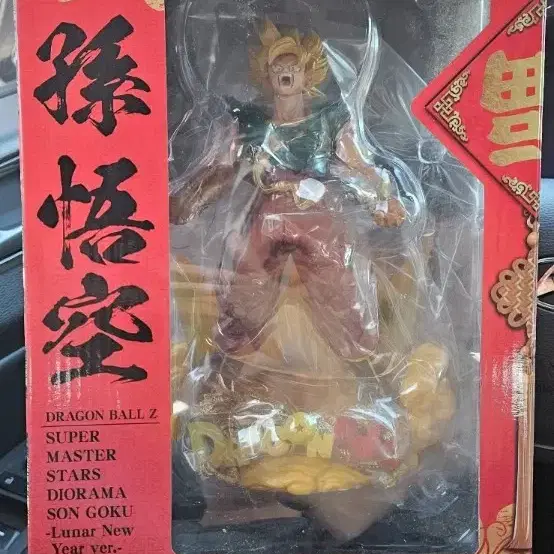 孫
悟
空
DRAGON BALL Z
SUPER
MASTER
STARS
DIORAMA
SON GOKU
-Lunar New
Year ver.-